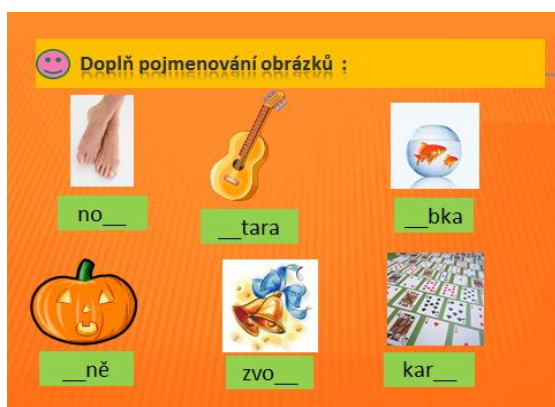 Doplň pojmenování obrázků :
no__
__tara
__bka
__ně
zvo__
kar__